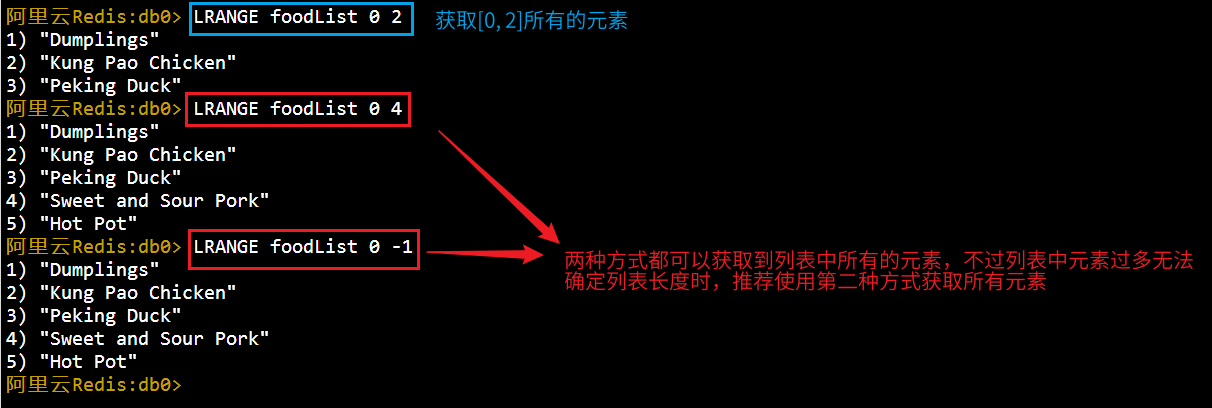 阿里云Redis:db0> LRANGE foodList 0 2 获取[0, 2]所有的元素
1) "Dumplings"
2) "Kung Pao Chicken"
3) "Peking Duck"
阿里云Redis:db0> LRANGE foodList 0 4
1) "Dumplings"
2) "Kung Pao Chicken"
3) "Peking Duck"
4) "Sweet and Sour Pork"
5) "Hot Pot"
阿里云Redis:db0> LRANGE foodList 0 -1
两种方式都可以获取到列表中所有的元素，不过列表中元素过多无法
确定列表长度时，推荐使用第二种方式获取所有元素
1) "Dumplings"
2) "Kung Pao Chicken"
3) "Peking Duck"
4) "Sweet and Sour Pork"
5) "Hot Pot"
阿里云Redis:db0>